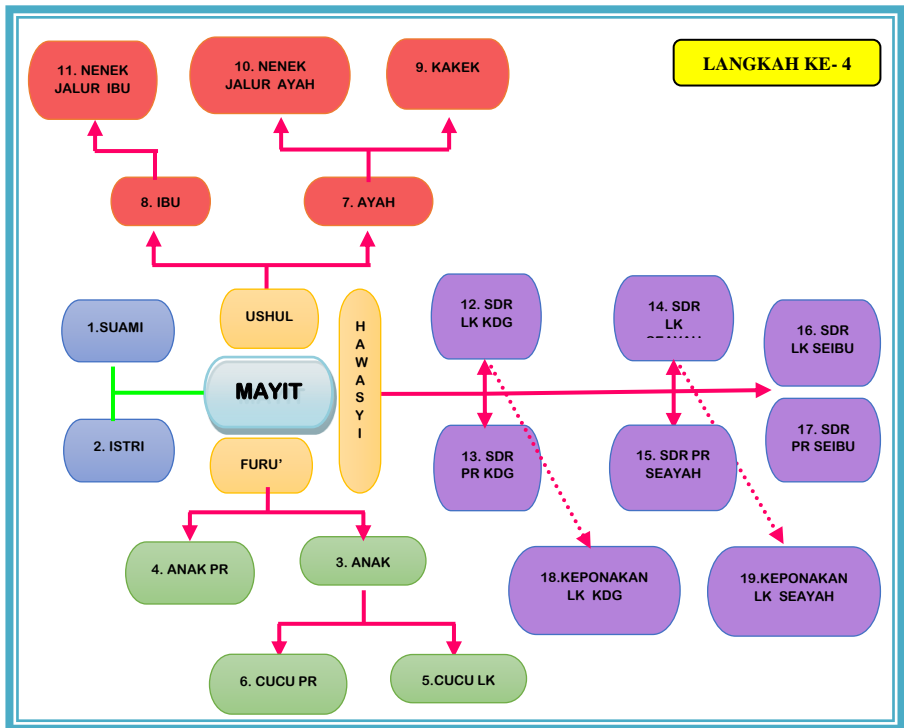 LANGKAH KE- 4
11. NENEK
JALUR IBU
10. NENEK
JALUR AYAH
9. KAKEK
8. IBU
7. AYAH
1.SUAMI
USHUL
H
A
W
A
S
Y
I
12. SDR
LK KDG
14. SDR
LK
SEAYAH
16. SDR
LK SEIBU
MAYIT
2. ISTRI
FURU'
13. SDR
PR KDG
15. SDR PR
SEAYAH
17. SDR
PR SEIBU
4. ANAK PR
3. ANAK
18.KEPONAKAN
LK KDG
19.KEPONAKAN
LK SEAYAH
6. CUCU PR
5.CUCU LK